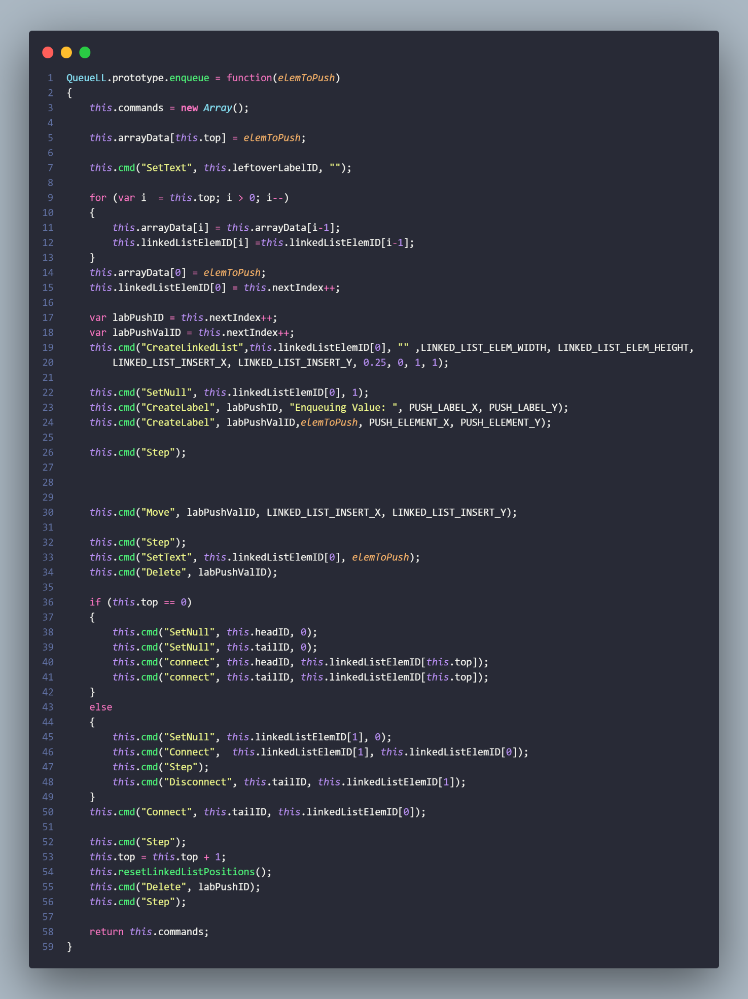 1 QueueLL.prototype.enqueue = function(elemToPush)
2 {
3     this.commands = new Array();
4
5     this.arrayData[this.top] = elemToPush;
6
7     this.cmd("SetText", this.leftoverLabelID, "");
8
9     for (var i  = this.top; i > 0; i--)
10     {
11         this.arrayData[i] = this.arrayData[i-1];
12         this.linkedListElemID[i] =this.linkedListElemID[i-1];
13     }
14     this.arrayData[0] = elemToPush;
15     this.linkedListElemID[0] = this.nextIndex++;
16
17     var labPushID = this.nextIndex++;
18     var labPushValID = this.nextIndex++;
19     this.cmd("CreateLinkedList",this.linkedListElemID[0], "" ,LINKED_LIST_ELEM_WIDTH, LINKED_LIST_ELEM_HEIGHT,
20         LINKED_LIST_INSERT_X, LINKED_LIST_INSERT_Y, 0.25, 0, 1, 1);
21
22     this.cmd("SetNull", this.linkedListElemID[0], 1);
23     this.cmd("CreateLabel", labPushID, "Enqueuing Value: ", PUSH_LABEL_X, PUSH_LABEL_Y);
24     this.cmd("CreateLabel", labPushValID,elemToPush, PUSH_ELEMENT_X, PUSH_ELEMENT_Y);
25
26     this.cmd("Step");
27
28
29
30     this.cmd("Move", labPushValID, LINKED_LIST_INSERT_X, LINKED_LIST_INSERT_Y);
31
32     this.cmd("Step");
33     this.cmd("SetText", this.linkedListElemID[0], elemToPush);
34     this.cmd("Delete", labPushValID);
35
36     if (this.top == 0)
37     {
38         this.cmd("SetNull", this.headID, 0);
39         this.cmd("SetNull", this.tailID, 0);
40         this.cmd("connect", this.headID, this.linkedListElemID[this.top]);
41         this.cmd("connect", this.tailID, this.linkedListElemID[this.top]);
42     }
43     else
44     {
45         this.cmd("SetNull", this.linkedListElemID[1], 0);
46         this.cmd("Connect",  this.linkedListElemID[1], this.linkedListElemID[0]);
47         this.cmd("Step");
48         this.cmd("Disconnect", this.tailID, this.linkedListElemID[1]);
49     }
50     this.cmd("Connect", this.tailID, this.linkedListElemID[0]);
51
52     this.cmd("Step");
53     this.top = this.top + 1;
54     this.resetLinkedListPositions();
55     this.cmd("Delete", labPushID);
56     this.cmd("Step");
57
58     return this.commands;
59 }